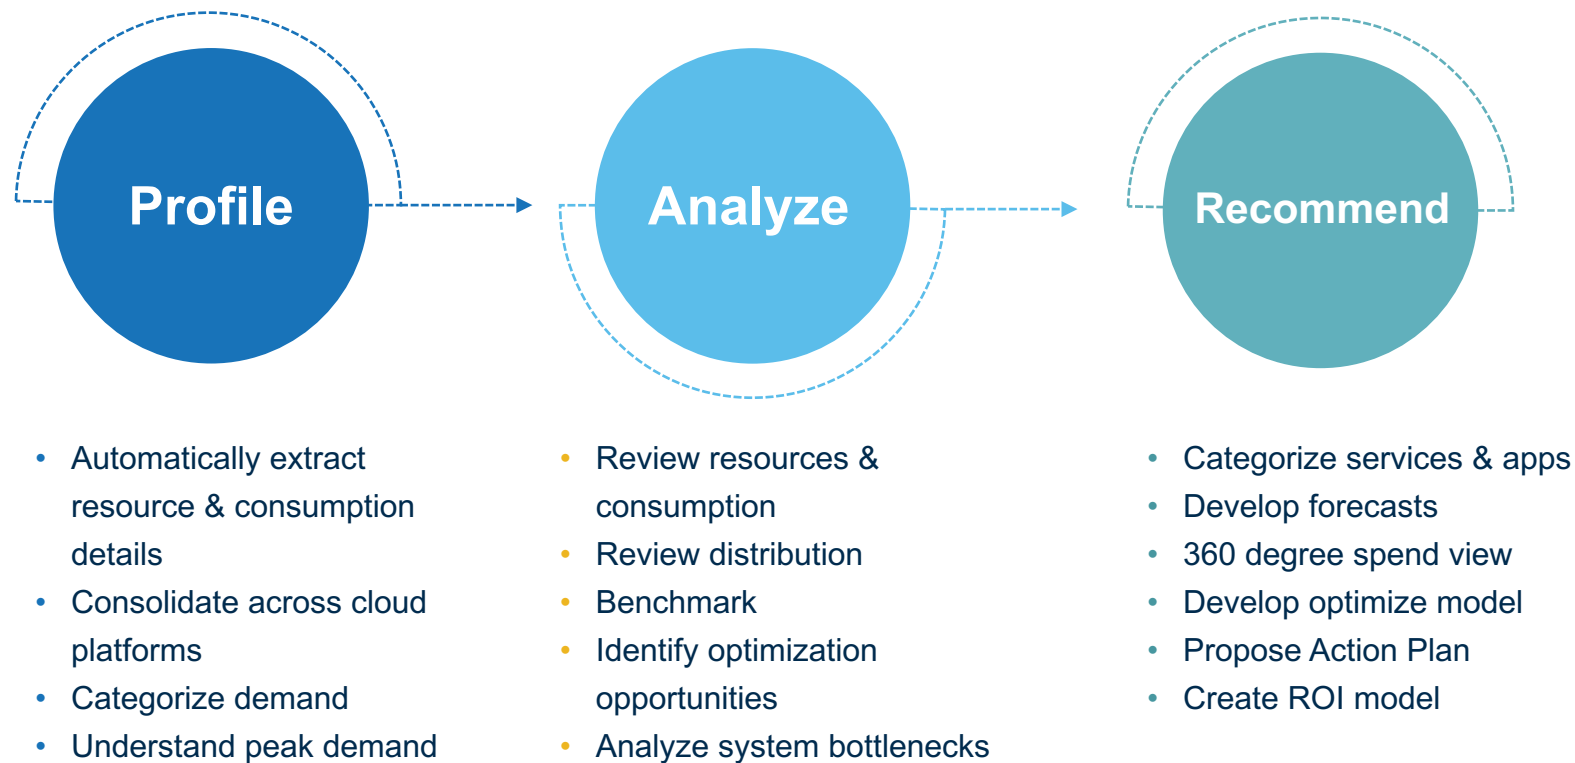 Profile
Analyze
Recommend
• Automatically extract
resource & consumption
details
• Consolidate across cloud
platforms
• Categorize demand
• Understand peak demand
• Review resources &
consumption
• Review distribution
• Benchmark
• Identify optimization
opportunities
• Analyze system bottlenecks
• Categorize services & apps
• Develop forecasts
• 360 degree spend view
• Develop optimize model
• Propose Action Plan
• Create ROI model